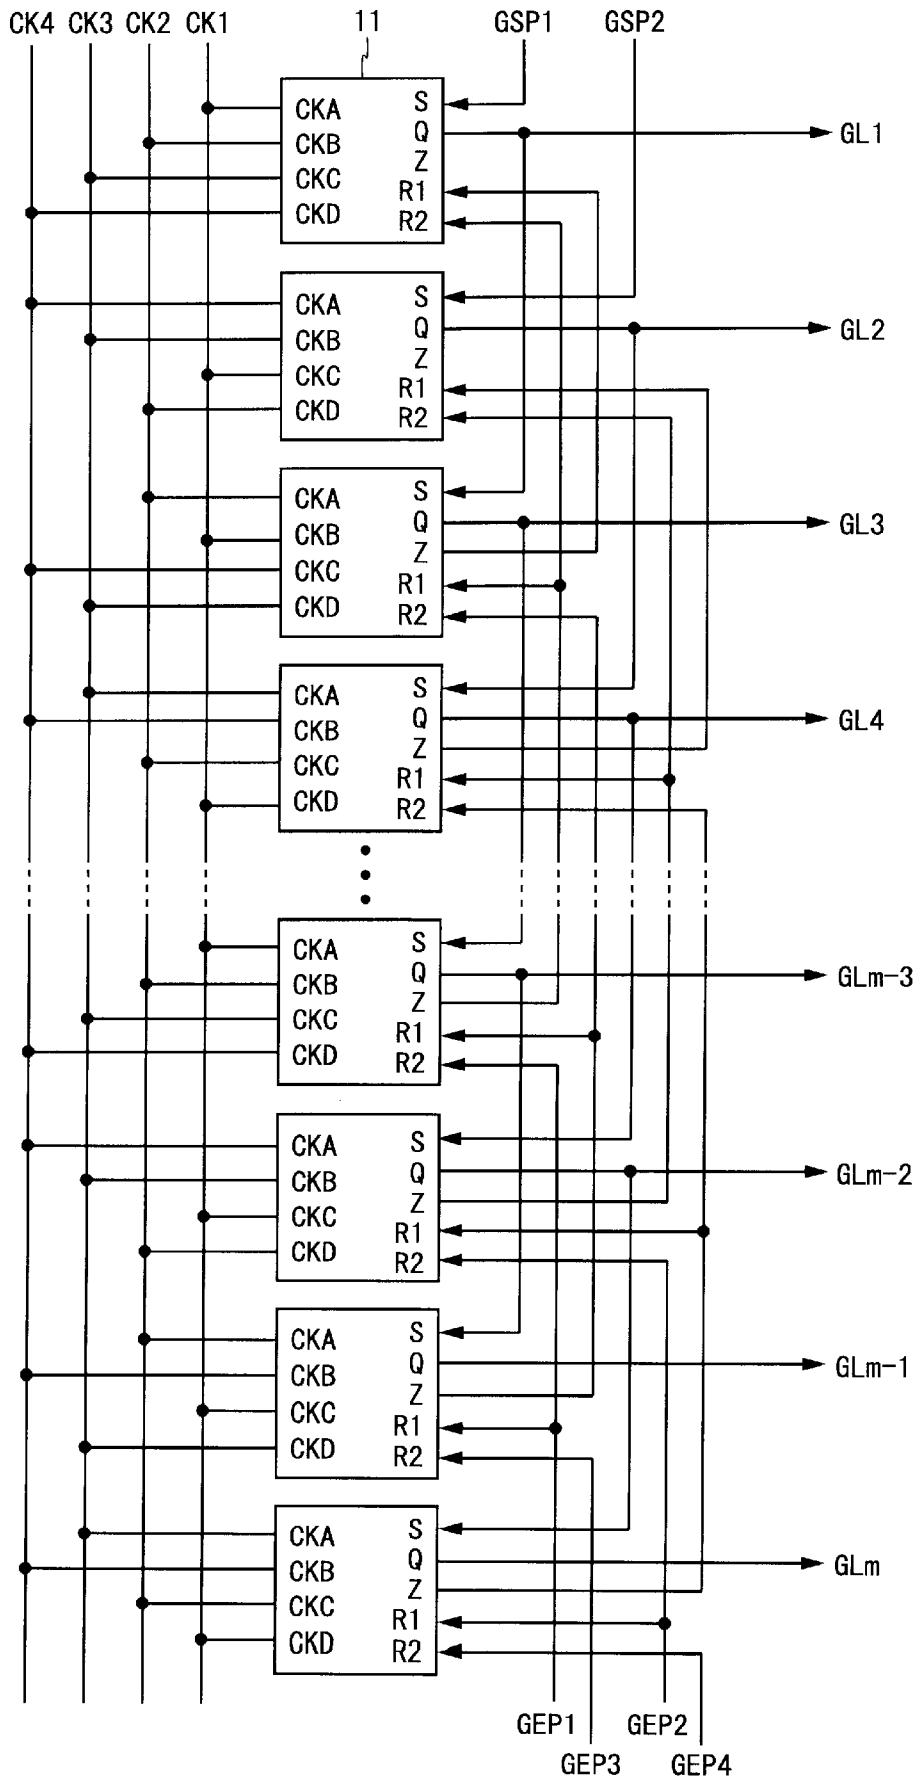 CK4 CK3 CK2 CK1 11 GSP1 GSP2
CKA S
CKB Q GL1
CKC Z
R1
CKD R2
CKA S
CKB Q GL2
CKC Z
R1
CKD R2
CKA S
CKB Q GL3
CKC Z
CKD R1
R2
CKA S
CKB Q GL4
CKC Z
R1
CKD R2
CKA S
CKB Q GLm-3
CKC Z
R1
CKD R2
CKA S
CKB Q GLm-2
CKC Z
R1
CKD R2
CKA S
CKB Q GLm-1
CKC Z
R1
CKD R2
CKA S
CKB Q GLm
CKC Z
R1
CKD R2
GEP1 GEP2
GEP3 GEP4